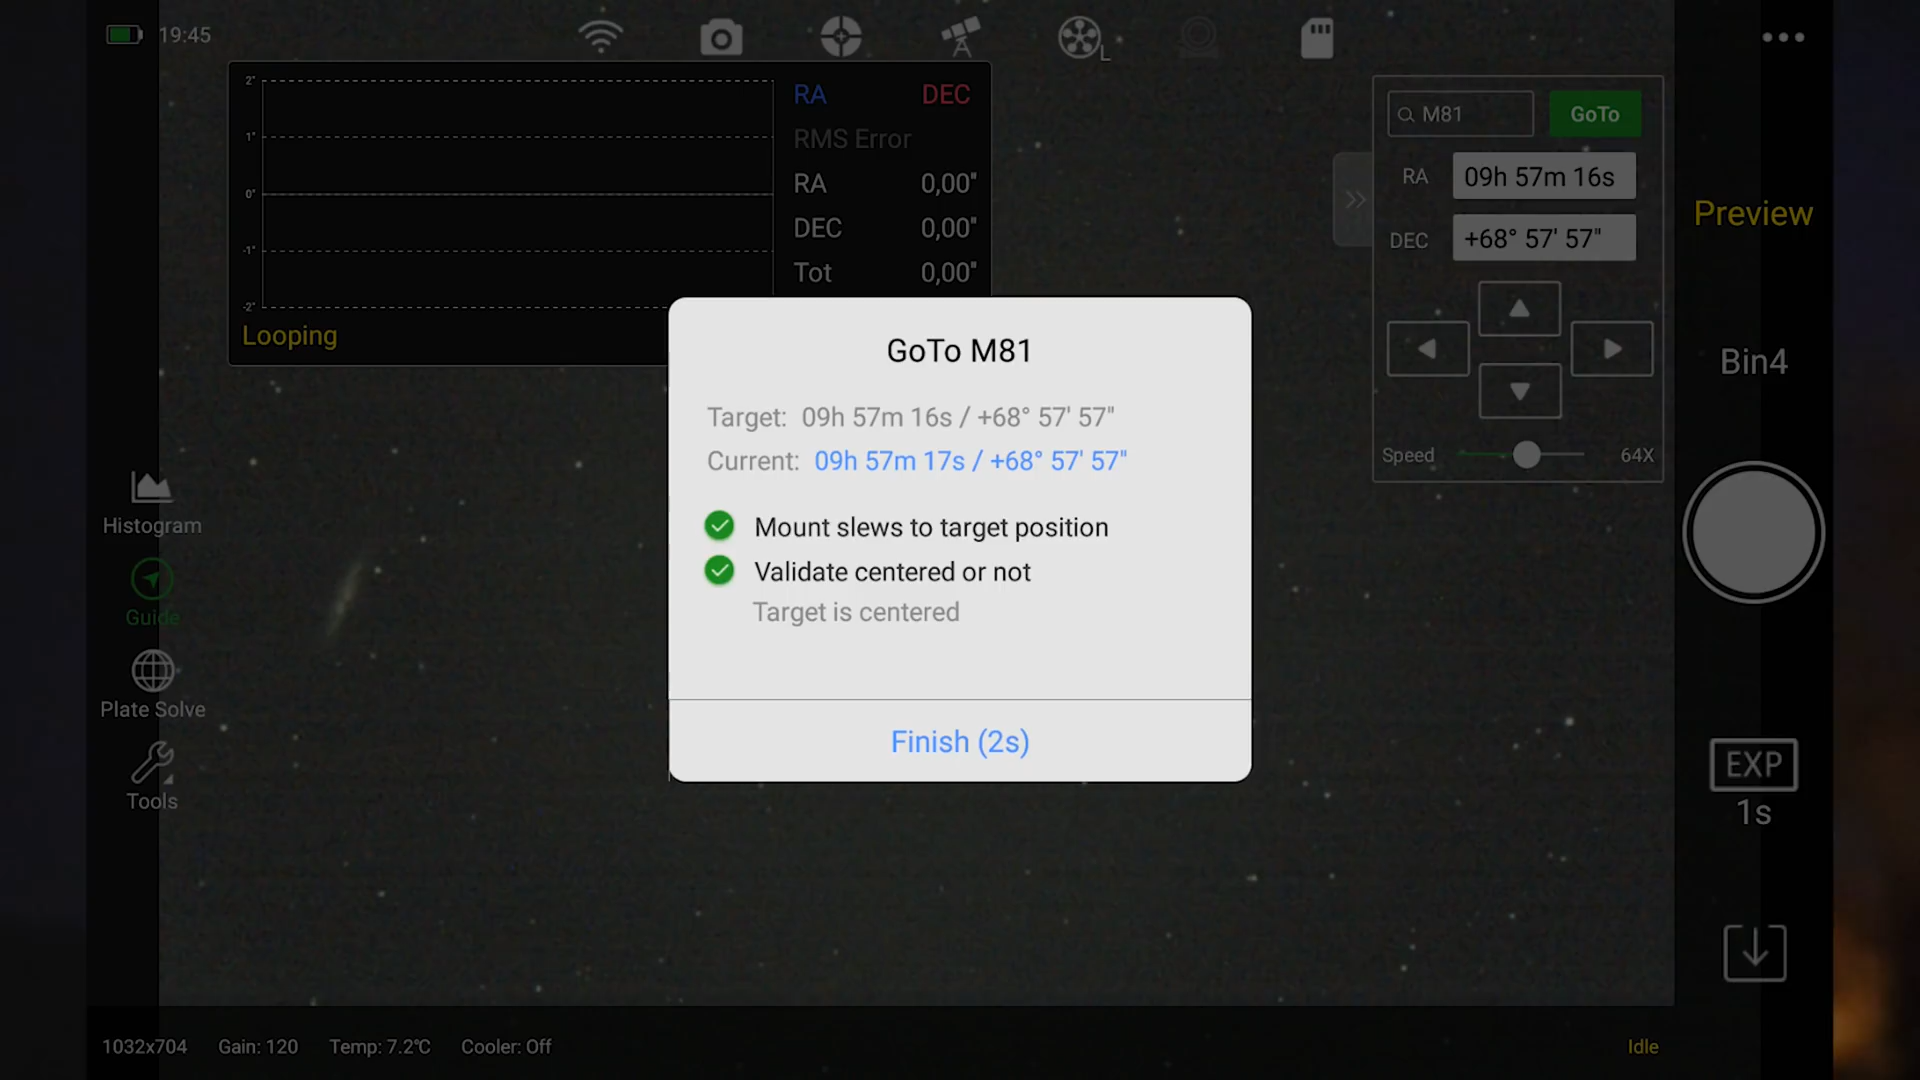 19:45
L
2"
1"
0"
-1"
-2"
Looping
RA DEC
RMS Error
RA 0,00"
DEC 0,00"
Tot 0,00"
M81 GoTo
RA 09h 57m 16s
DEC +68° 57' 57"
Speed 64X
Preview
Bin4
EXP
1s
Histogram
Guide
Plate Solve
Tools
GoTo M81
Target: 09h 57m 16s / +68° 57' 57"
Current: 09h 57m 17s / +68° 57' 57"
Mount slews to target position
Validate centered or not
Target is centered
Finish (2s)
1032x704 Gain: 120 Temp: 7.2℃ Cooler: Off Idle